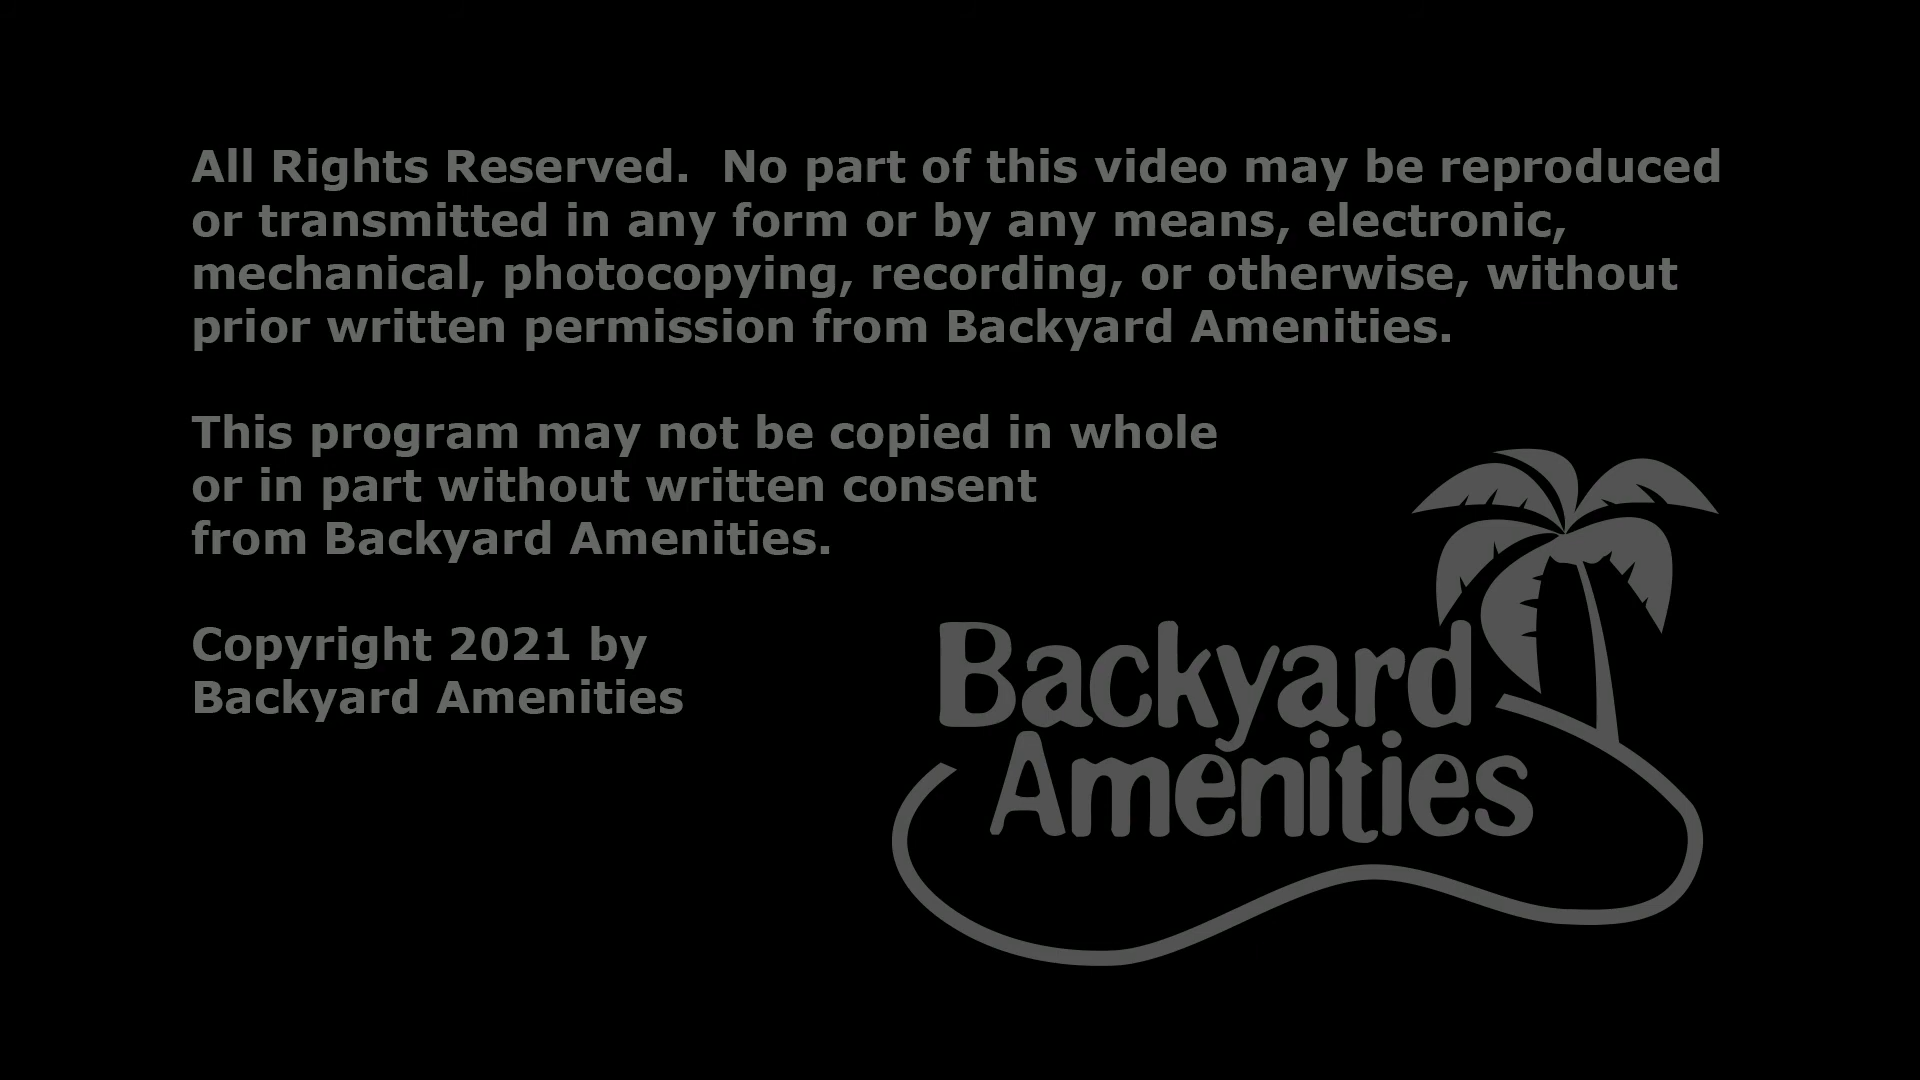 All Rights Reserved.  No part of this video may be reproduced
or transmitted in any form or by any means, electronic,
mechanical, photocopying, recording, or otherwise, without
prior written permission from Backyard Amenities.
This program may not be copied in whole
or in part without written consent
from Backyard Amenities.
Copyright 2021 by
Backyard Amenities
Backyard
Amenities